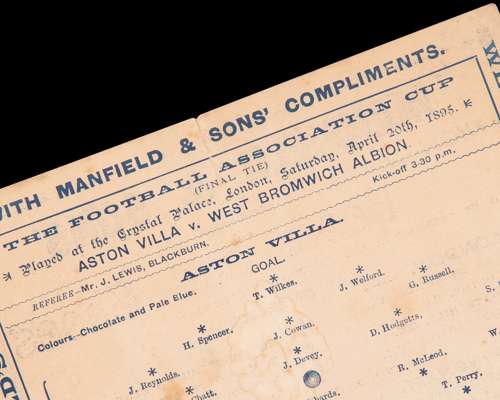 WITH MANFIELD & SONS' COMPLIMENTS.
THE FOOTBALL ASSOCIATION CUP
(FINAL TIE)
Played at the Crystal Palace, London, Saturday, April 20th, 1895.
ASTON VILLA v. WEST BROMWICH ALBION.
REFEREE—Mr. J. LEWIS, BLACKBURN. Kick-off 3.30 p.m.
ASTON VILLA.
Colours—Chocolate and Pale Blue. GOAL.
T. Wilkes.
J. Welford.
G. Russell.
H. Spencer.
J. Cowan.
D. Hodgetts.
J. Reynolds.
J. Devey.
R. McLeod.
Chatt.
T. Perry.